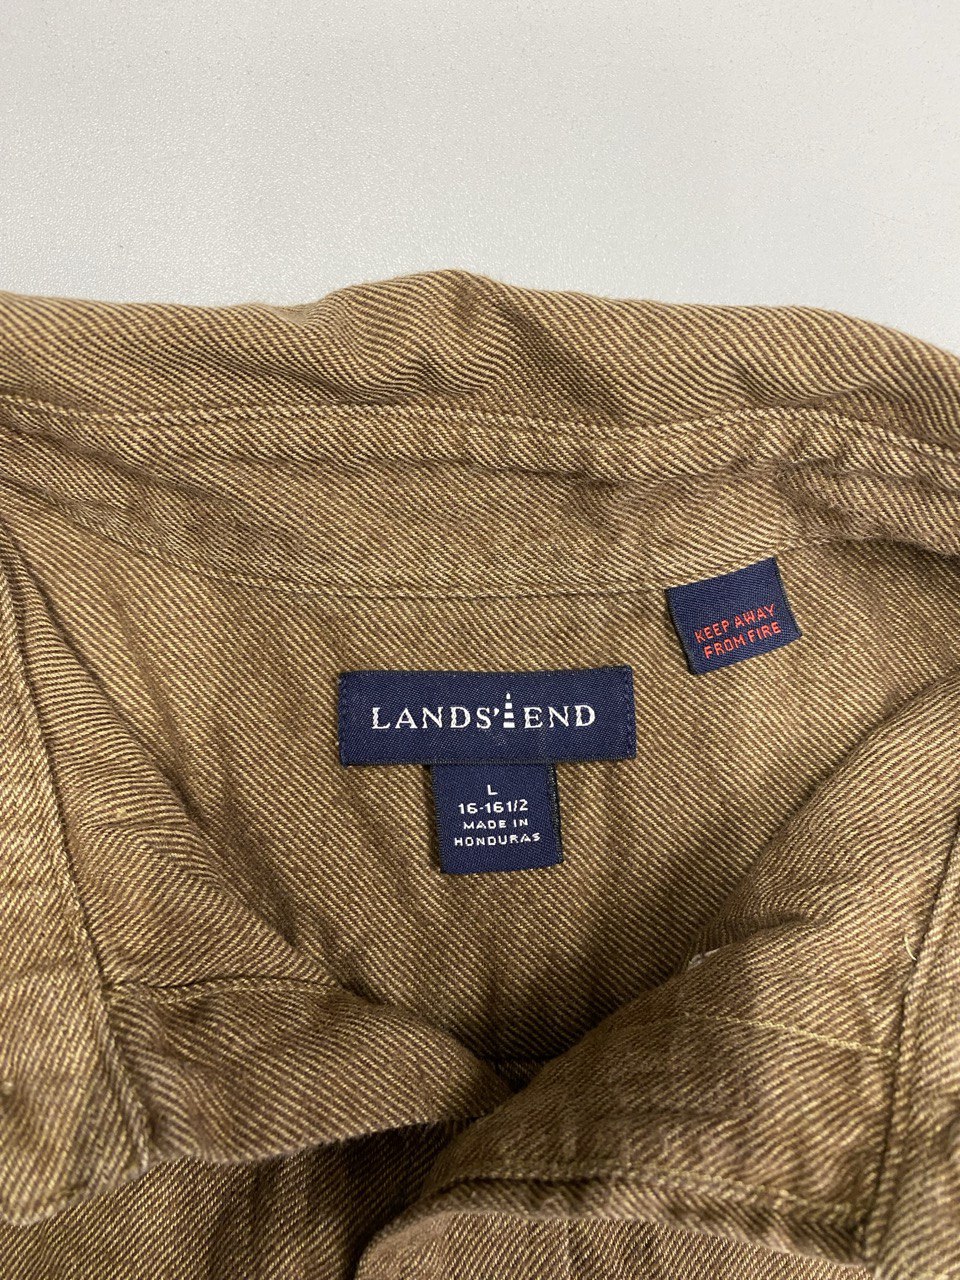 KEEP AWAY
FROM FIRE
LANDS' END
L
16-16 1/2
MADE IN
HONDURAS